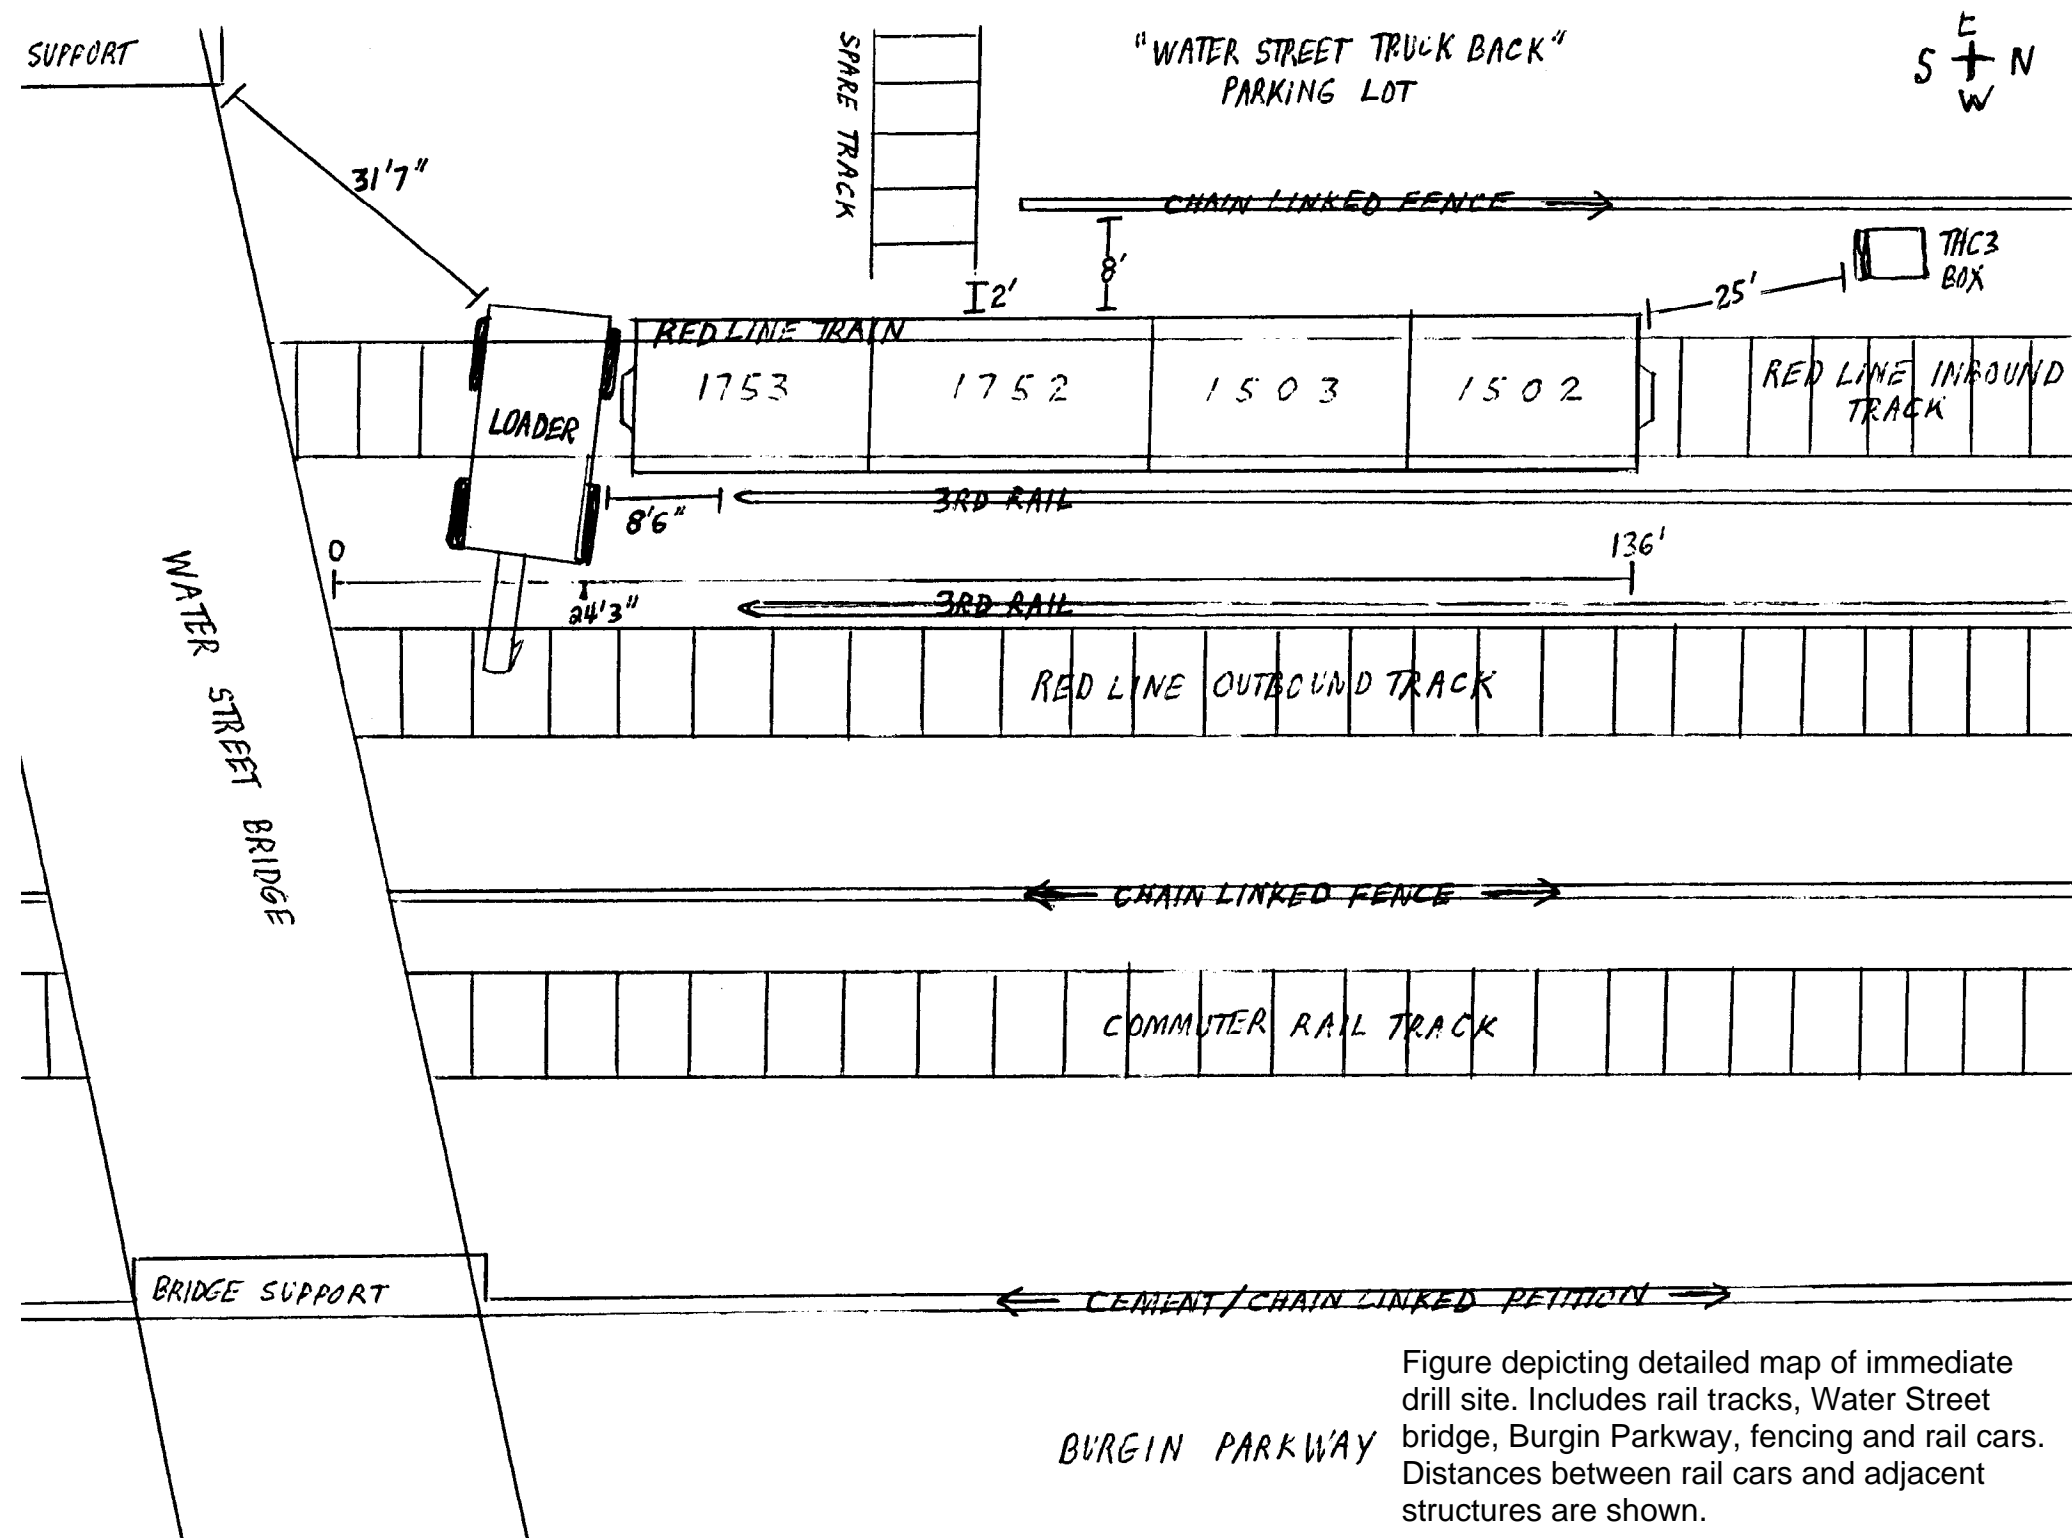 SUPPORT
SPARE TRACK
"WATER STREET TRUCK BACK"
PARKING LOT
E
S N
W
31'7"
CHAIN LINKED FENCE
8'
2'
25'
THC3
BOX
RED LINE TRAIN
1753
1752
1503
1502
RED LINE INBOUND
TRACK
LOADER
8'6"
3RD RAIL
0
136'
24'3"
3RD RAIL
WATER STREET BRIDGE
RED LINE OUTBOUND TRACK
CHAIN LINKED FENCE
COMMUTER RAIL TRACK
BRIDGE SUPPORT
CEMENT/CHAIN LINKED PETITION
BURGIN PARKWAY
Figure depicting detailed map of immediate
drill site. Includes rail tracks, Water Street
bridge, Burgin Parkway, fencing and rail cars.
Distances between rail cars and adjacent
structures are shown.